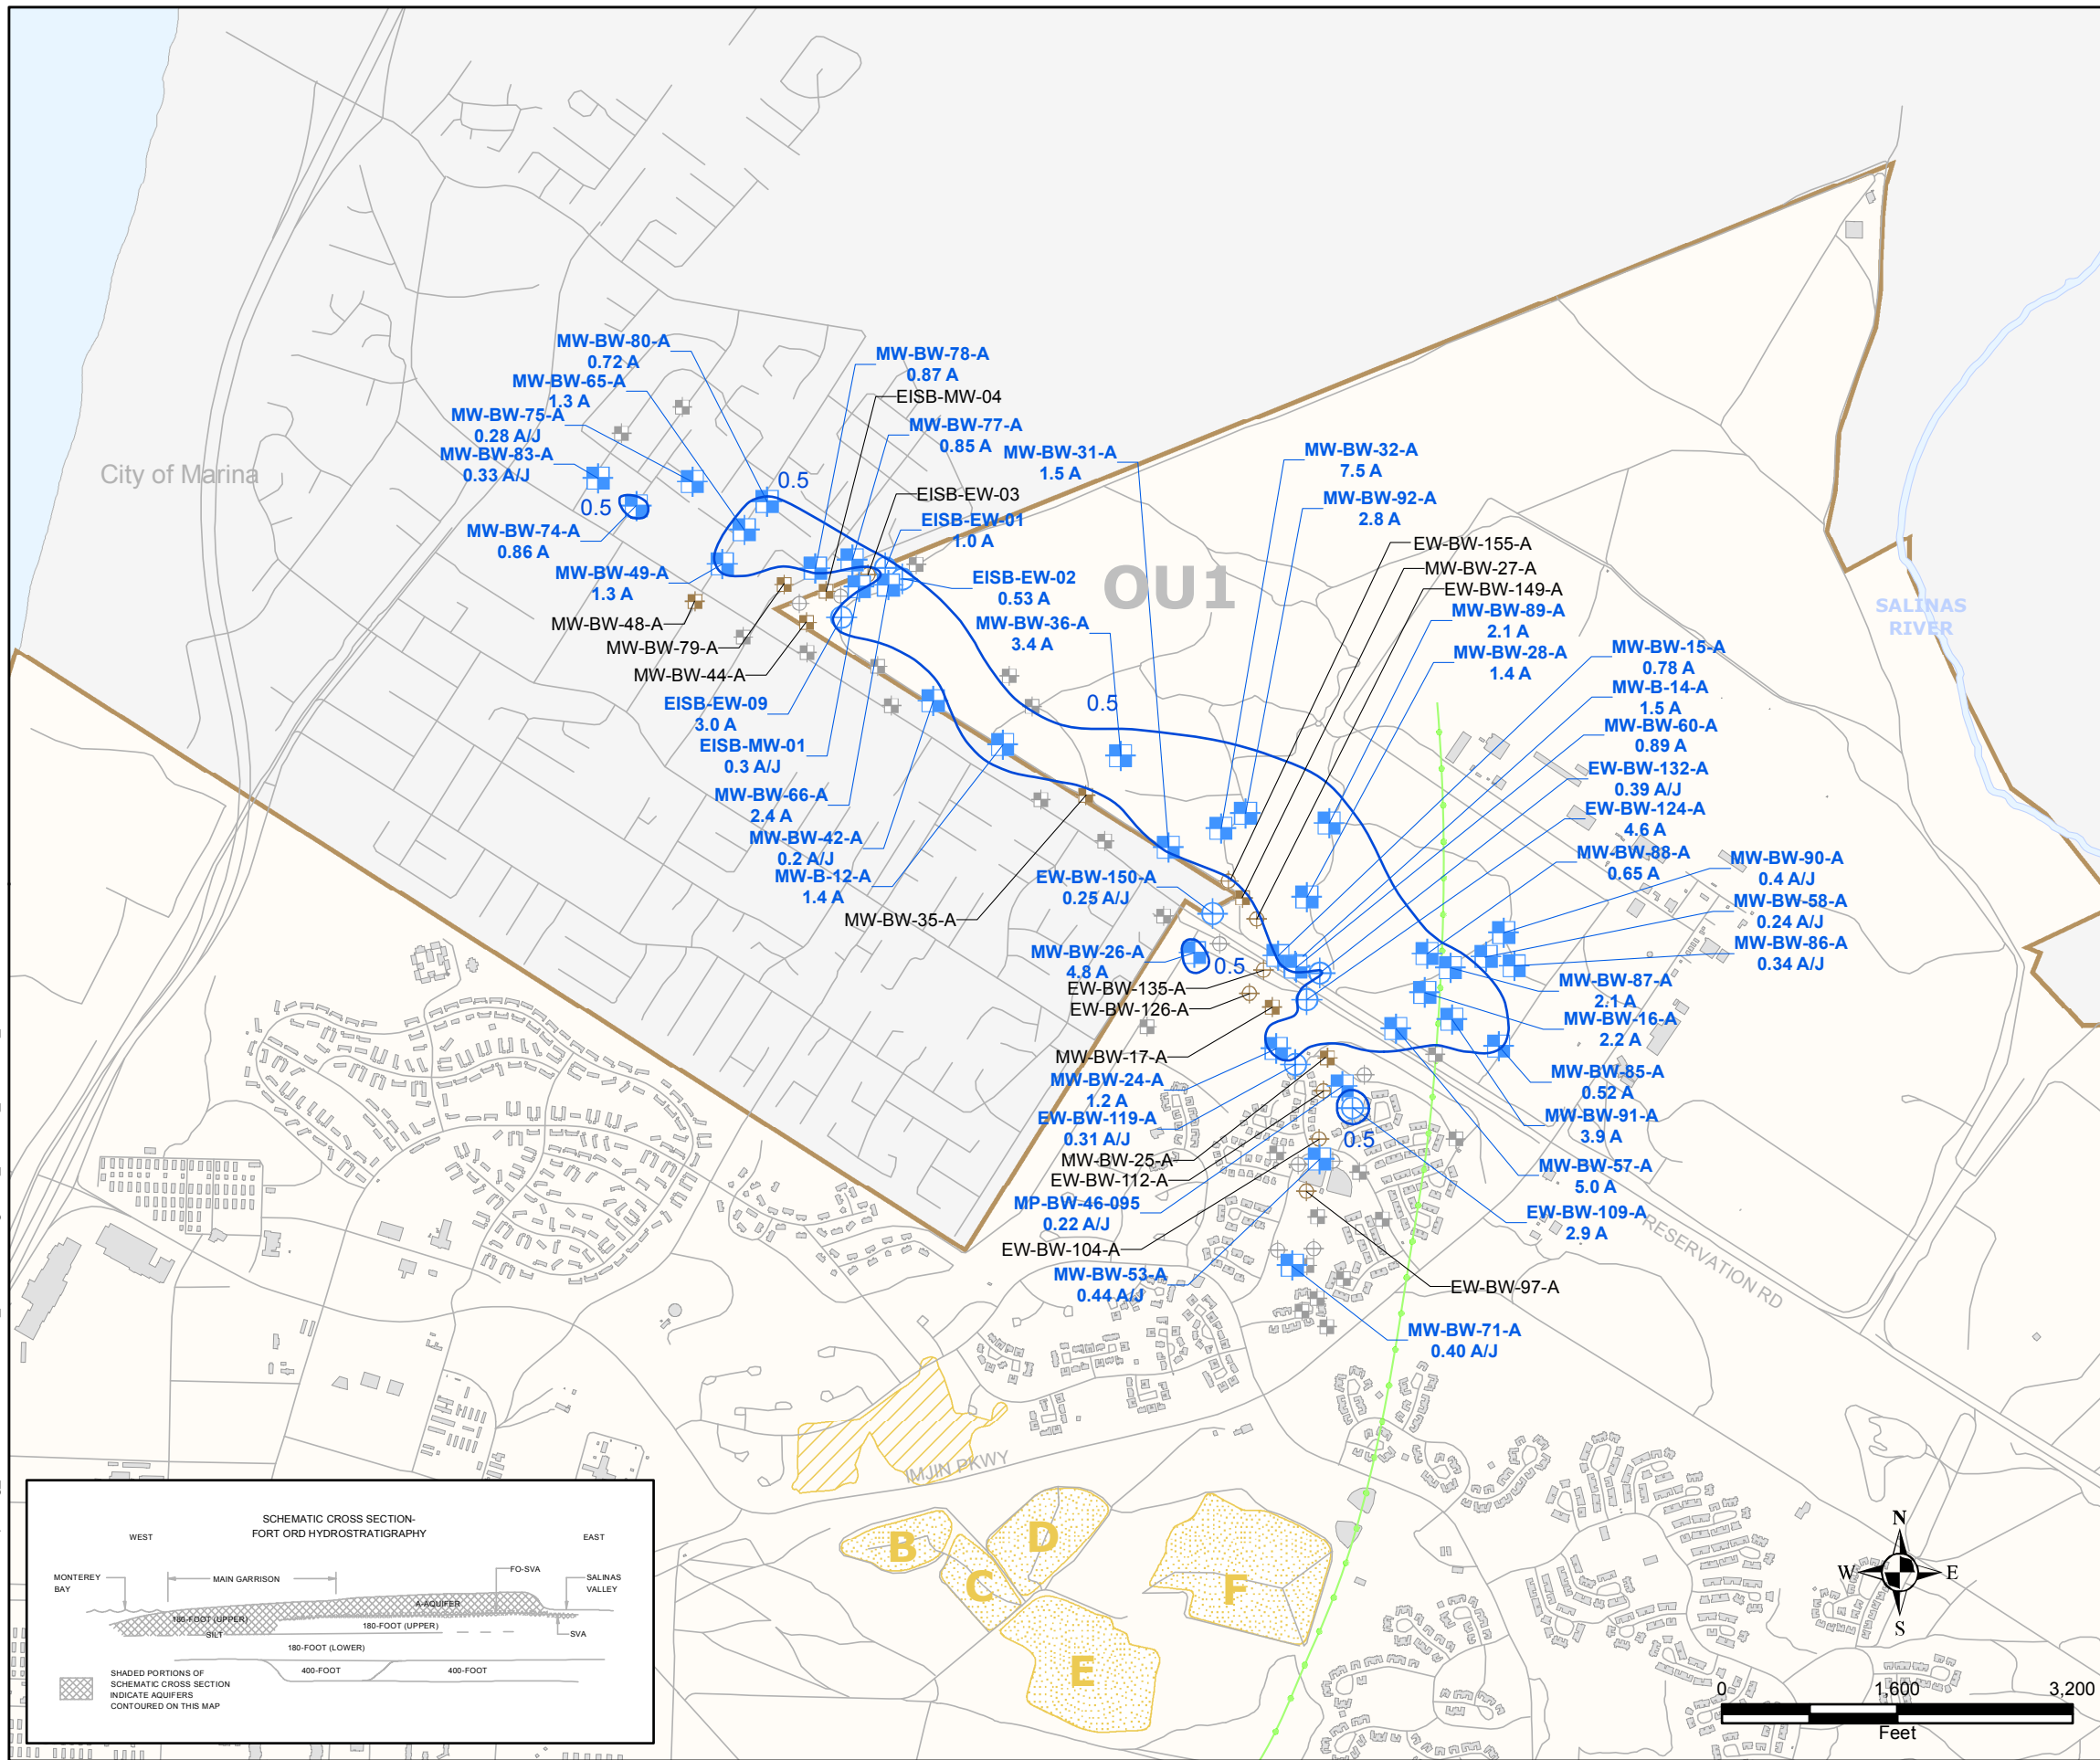 MW-BW-80-A
0.72 A
MW-BW-65-A
1.3 A
MW-BW-75-A
0.28 A/J
MW-BW-83-A
0.33 A/J
City of Marina
0.5
0.5
MW-BW-74-A
0.86 A
MW-BW-49-A
1.3 A
MW-BW-48-A
MW-BW-79-A
MW-BW-44-A
EISB-EW-09
3.0 A
EISB-MW-01
0.3 A/J
MW-BW-66-A
2.4 A
MW-BW-42-A
0.2 A/J
MW-B-12-A
1.4 A
MW-BW-35-A
MW-BW-78-A
0.87 A
EISB-MW-04
MW-BW-77-A
0.85 A
EISB-EW-03
EISB-EW-01
1.0 A
EISB-EW-02
0.53 A
MW-BW-36-A
3.4 A
MW-BW-31-A
1.5 A
OU1
0.5
MW-BW-32-A
7.5 A
MW-BW-92-A
2.8 A
EW-BW-155-A
MW-BW-27-A
EW-BW-149-A
MW-BW-89-A
2.1 A
MW-BW-28-A
1.4 A
MW-BW-15-A
0.78 A
MW-B-14-A
1.5 A
MW-BW-60-A
0.89 A
EW-BW-132-A
0.39 A/J
EW-BW-124-A
4.6 A
MW-BW-88-A
0.65 A
MW-BW-90-A
0.4 A/J
MW-BW-58-A
0.24 A/J
MW-BW-86-A
0.34 A/J
MW-BW-87-A
2.1 A
MW-BW-16-A
2.2 A
MW-BW-85-A
0.52 A
MW-BW-91-A
3.9 A
MW-BW-57-A
5.0 A
EW-BW-109-A
2.9 A
SALINAS
RIVER
EW-BW-150-A
0.25 A/J
MW-BW-26-A
4.8 A
0.5
EW-BW-135-A
EW-BW-126-A
MW-BW-17-A
MW-BW-24-A
1.2 A
EW-BW-119-A
0.31 A/J
MW-BW-25-A
EW-BW-112-A
MP-BW-46-095
0.22 A/J
EW-BW-104-A
MW-BW-53-A
0.44 A/J
0.5
EW-BW-97-A
MW-BW-71-A
0.40 A/J
RESERVATION RD
IMJIN PKWY
B
C
D
E
F
SCHEMATIC CROSS SECTION-
FORT ORD HYDROSTRATIGRAPHY
WEST
EAST
MONTEREY
BAY
MAIN GARRISON
FO-SVA
SALINAS
VALLEY
A-AQUIFER
180-FOOT (UPPER)
180-FOOT (UPPER)
SILT
SVA
180-FOOT (LOWER)
400-FOOT
400-FOOT
SHADED PORTIONS OF
SCHEMATIC CROSS SECTION
INDICATE AQUIFERS
CONTOURED ON THIS MAP
N
W
E
S
0
1,600
3,200
Feet